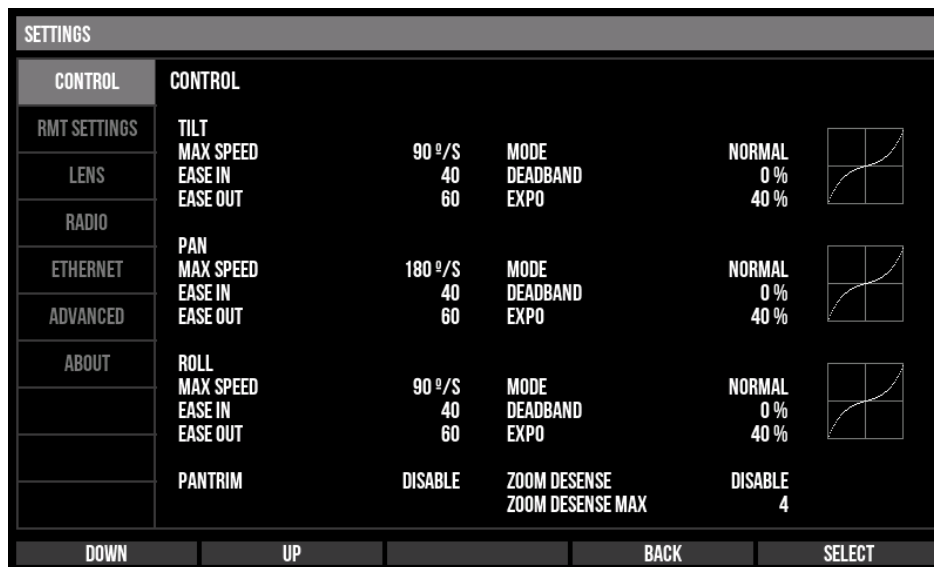 SETTINGS
CONTROL
RMT SETTINGS
LENS
RADIO
ETHERNET
ADVANCED
ABOUT
CONTROL
TILT
MAX SPEED 90 º/S MODE NORMAL
EASE IN 40 DEADBAND 0 %
EASE OUT 60 EXPO 40 %
PAN
MAX SPEED 180 º/S MODE NORMAL
EASE IN 40 DEADBAND 0 %
EASE OUT 60 EXPO 40 %
ROLL
MAX SPEED 90 º/S MODE NORMAL
EASE IN 40 DEADBAND 0 %
EASE OUT 60 EXPO 40 %
PANTRIM DISABLE ZOOM DESENSE DISABLE
ZOOM DESENSE MAX 4
DOWN UP BACK SELECT